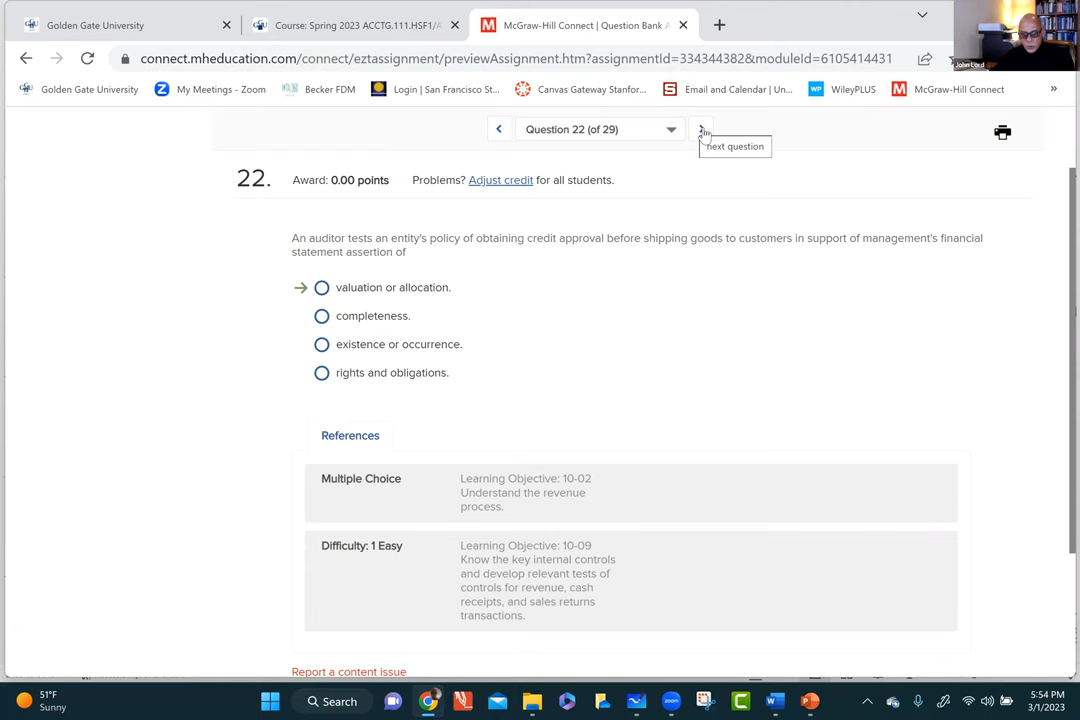 Golden Gate University
Course: Spring 2023 ACCTG.111.HSF1/A
McGraw-Hill Connect | Question Bank A
connect.mheducation.com/connect/eztassignment/previewAssignment.htm?assignmentId=334344382&moduleId=6105414431
John Lord
Golden Gate University
My Meetings - Zoom
Becker FDM
Login | San Francisco St...
Canvas Gateway Stanfor...
Email and Calendar | Un...
WileyPLUS
McGraw-Hill Connect
»
Question 22 (of 29)
next question
22.
Award: 0.00 points
Problems? Adjust credit for all students.
An auditor tests an entity's policy of obtaining credit approval before shipping goods to customers in support of management's financial
statement assertion of
valuation or allocation.
completeness.
existence or occurrence.
rights and obligations.
References
Multiple Choice
Learning Objective: 10-02
Understand the revenue
process.
Difficulty: 1 Easy
Learning Objective: 10-09
Know the key internal controls
and develop relevant tests of
controls for revenue, cash
receipts, and sales returns
transactions.
Report a content issue
51°F
Sunny
Search
5:54 PM
3/1/2023